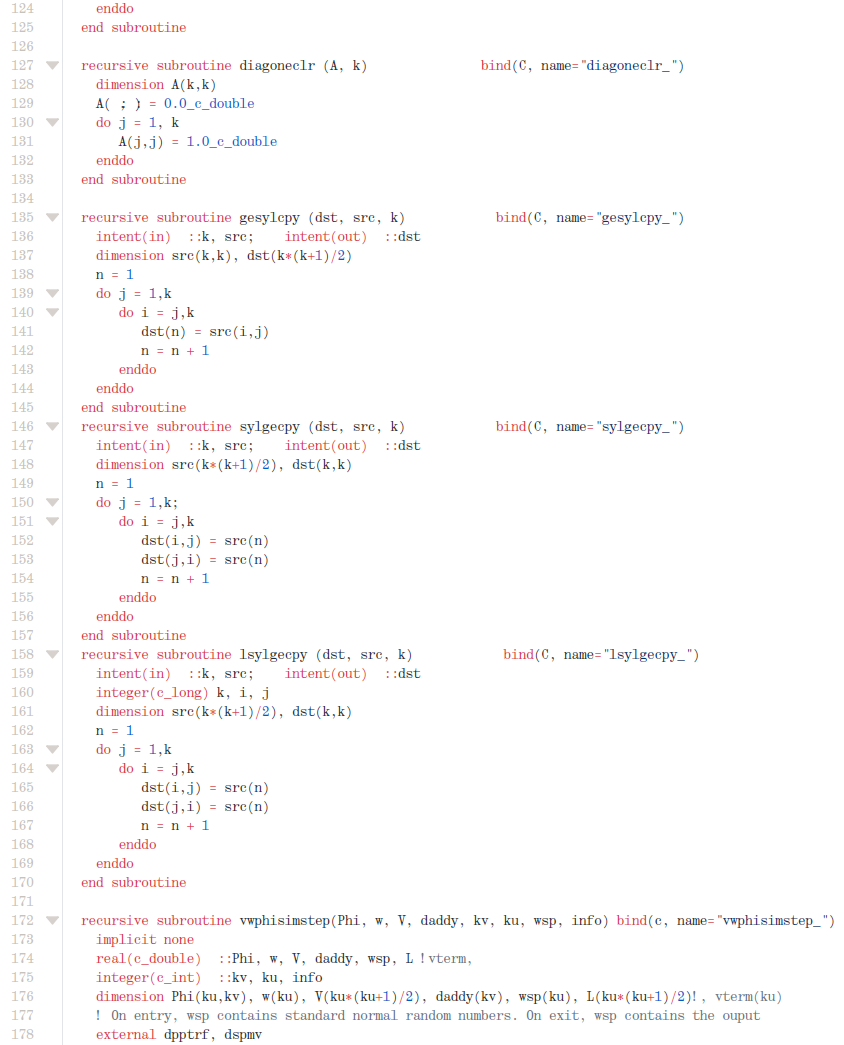 124 enddo
125 end subroutine
126
127 recursive subroutine diagoneclr (A, k) bind(C, name="diagoneclr_")
128 dimension A(k,k)
129 A( ; ) = 0.0_c_double
130 do j = 1, k
131 A(j,j) = 1.0_c_double
132 enddo
133 end subroutine
134
135 recursive subroutine gesylcpy (dst, src, k) bind(C, name="gesylcpy_")
136 intent(in) ::k, src; intent(out) ::dst
137 dimension src(k,k), dst(k*(k+1)/2)
138 n = 1
139 do j = 1,k
140 do i = j,k
141 dst(n) = src(i,j)
142 n = n + 1
143 enddo
144 enddo
145 end subroutine
146 recursive subroutine sylgecpy (dst, src, k) bind(C, name="sylgecpy_")
147 intent(in) ::k, src; intent(out) ::dst
148 dimension src(k*(k+1)/2), dst(k,k)
149 n = 1
150 do j = 1,k;
151 do i = j,k
152 dst(i,j) = src(n)
153 dst(j,i) = src(n)
154 n = n + 1
155 enddo
156 enddo
157 end subroutine
158 recursive subroutine lsylgecpy (dst, src, k) bind(C, name="lsylgecpy_")
159 intent(in) ::k, src; intent(out) ::dst
160 integer(c_long) k, i, j
161 dimension src(k*(k+1)/2), dst(k,k)
162 n = 1
163 do j = 1,k
164 do i = j,k
165 dst(i,j) = src(n)
166 dst(j,i) = src(n)
167 n = n + 1
168 enddo
169 enddo
170 end subroutine
171
172 recursive subroutine vwphisimstep(Phi, w, V, daddy, kv, ku, wsp, info) bind(c, name="vwphisimstep_")
173 implicit none
174 real(c_double) ::Phi, w, V, daddy, wsp, L !vterm,
175 integer(c_int) ::kv, ku, info
176 dimension Phi(ku,kv), w(ku), V(ku*(ku+1)/2), daddy(kv), wsp(ku), L(ku*(ku+1)/2)!, vterm(ku)
177 ! On entry, wsp contains standard normal random numbers. On exit, wsp contains the ouput
178 external dpptrf, dspmv